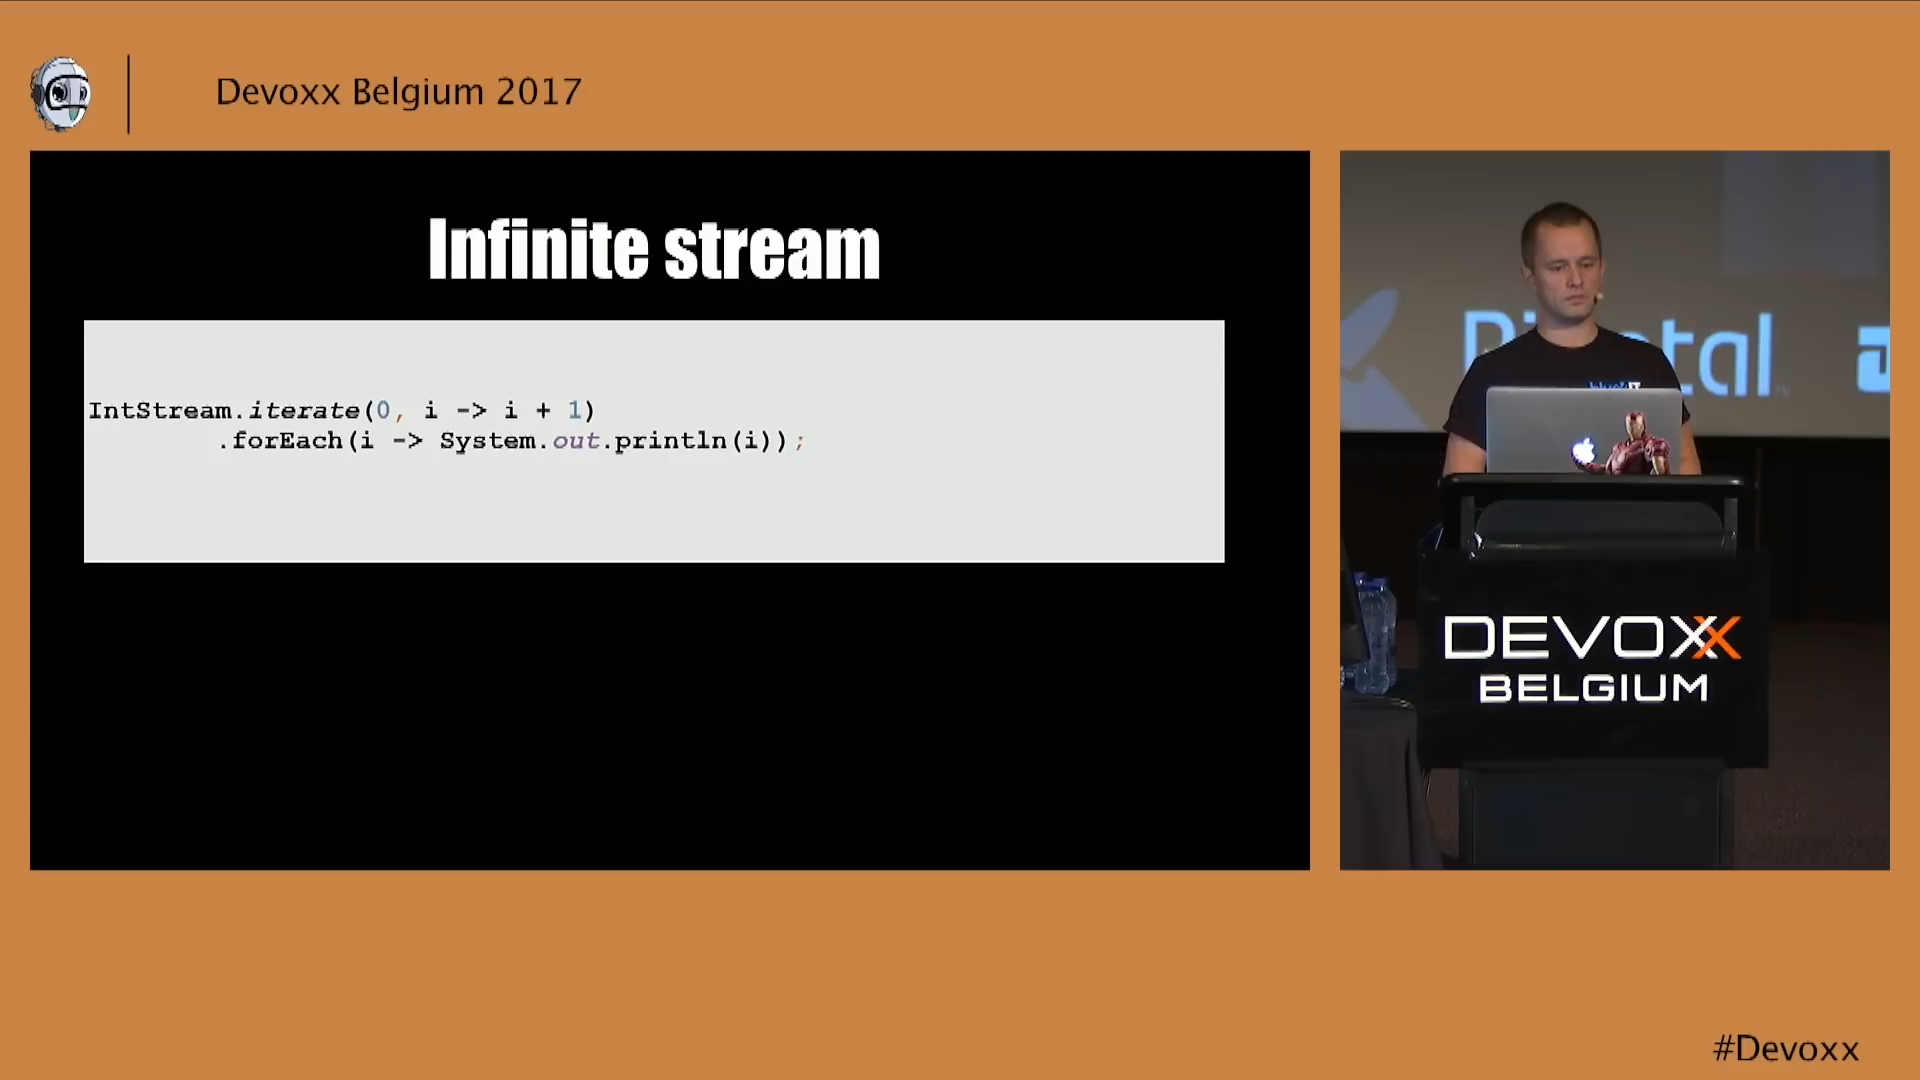 Devoxx Belgium 2017
Infinite stream
IntStream.iterate(0, i -> i + 1)
.forEach(i -> System.out.println(i));
DEVOXX
BELGIUM
#Devoxx